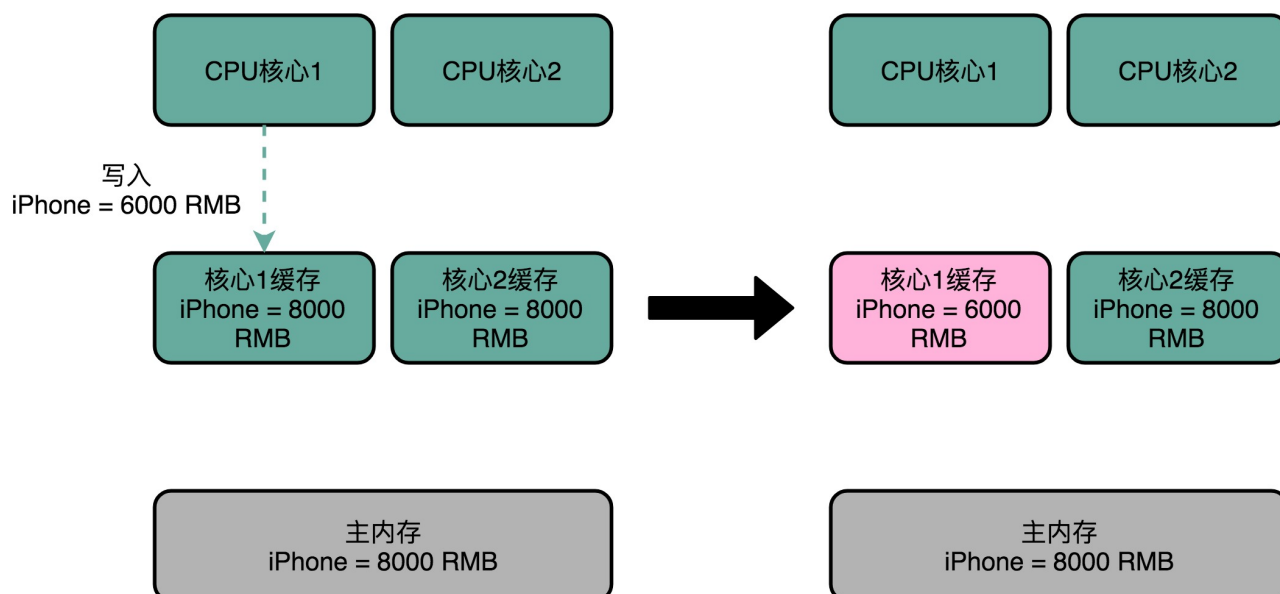 CPU核心1
CPU核心2
写入
iPhone = 6000 RMB
核心1缓存
iPhone = 8000
RMB
核心2缓存
iPhone = 8000
RMB
主内存
iPhone = 8000 RMB
CPU核心1
CPU核心2
核心1缓存
iPhone = 6000
RMB
核心2缓存
iPhone = 8000
RMB
主内存
iPhone = 8000 RMB